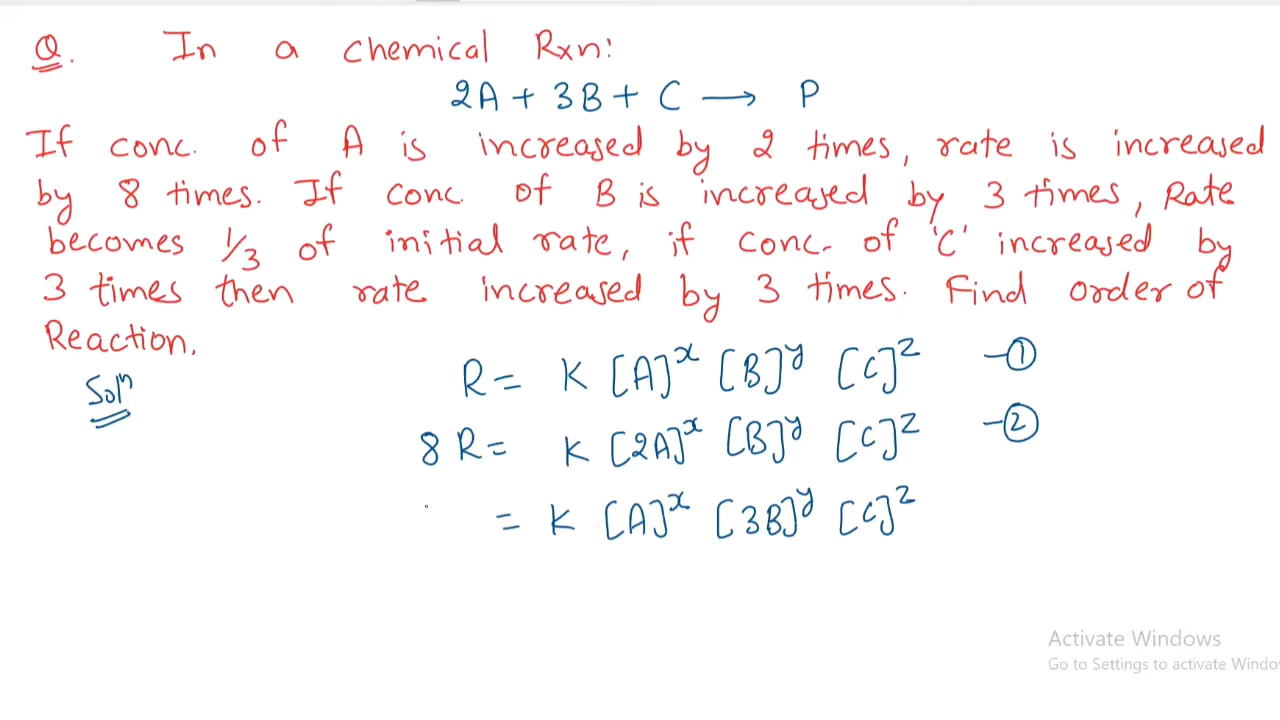 Q. In a chemical Rxn:
2A + 3B + C ⟶ P
If conc. of A is increased by 2 times, rate is increased
by 8 times. If conc. of B is increased by 3 times, Rate
becomes 1/3 of initial rate, if conc. of 'C' increased by
3 times then rate increased by 3 times. Find order of
Reaction.
Solⁿ
R = K [A]ˣ [B]ʸ [C]ᶻ –①
8 R = K [2A]ˣ [B]ʸ [C]ᶻ –②
= K [A]ˣ [3B]ʸ [C]ᶻ
Activate Windows
Go to Settings to activate Windo